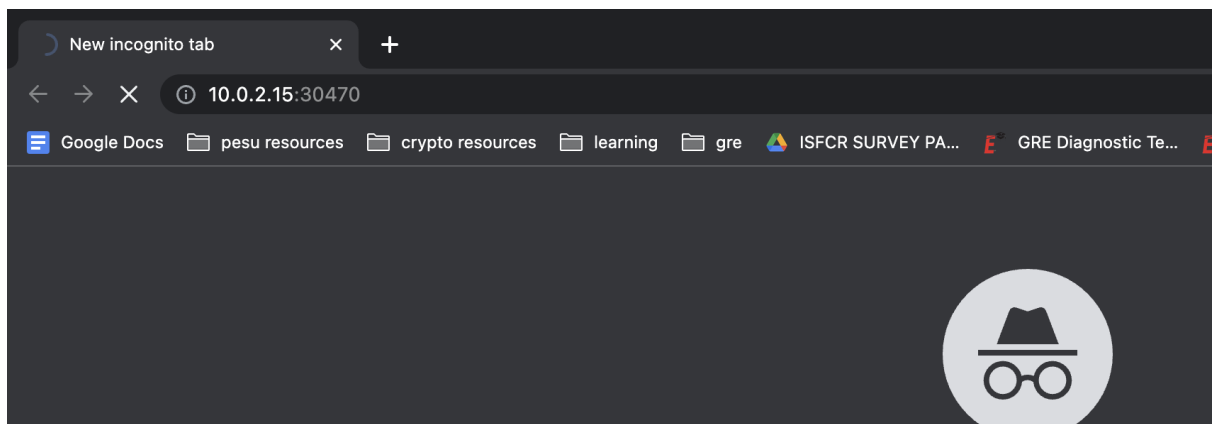 New incognito tab
10.0.2.15:30470
Google Docs pesu resources crypto resources learning gre ISFCR SURVEY PA... GRE Diagnostic Te...